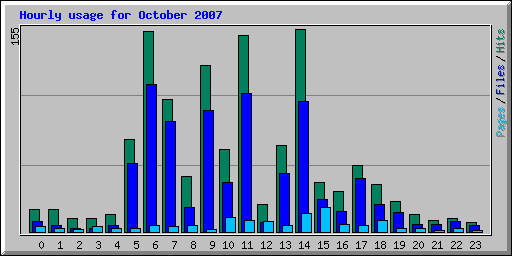 Hourly usage for October 2007
155
Pages / Files / Hits
0 1 2 3 4 5 6 7 8 9 10 11 12 13 14 15 16 17 18 19 20 21 22 23